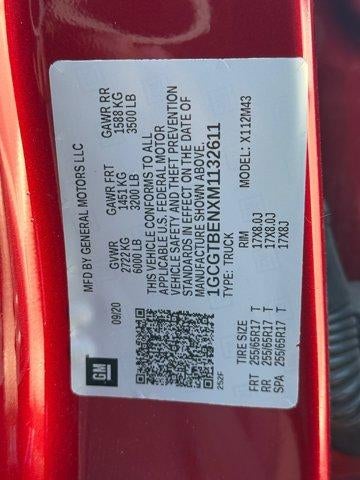 GM
MFD BY GENERAL MOTORS LLC
09/20
GVWR
2722 KG
6000 LB
GAWR FRT
1451 KG
3200 LB
GAWR RR
1588 KG
3500 LB
THIS VEHICLE CONFORMS TO ALL
APPLICABLE U.S. FEDERAL MOTOR
VEHICLE SAFETY AND THEFT PREVENTION
STANDARDS IN EFFECT ON THE DATE OF
MANUFACTURE SHOWN ABOVE.
1GCGTBENXM1132611
TYPE: TRUCK
MODEL: X112M43
252F
TIRE SIZE RIM
FRT 255/65R17 T 17X8.0J
RR 255/65R17 T 17X8.0J
SPA 255/65R17 T 17X8J